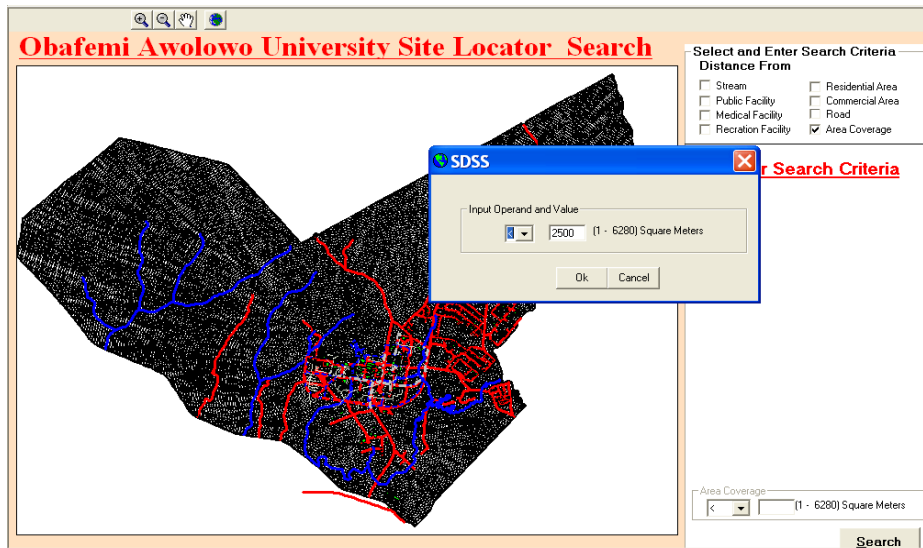 Obafemi Awolowo University Site Locator Search
Select and Enter Search Criteria
Distance From
Stream
Residential Area
Public Facility
Commercial Area
Medical Facility
Road
Recration Facility
Area Coverage
r Search Criteria
SDSS
Input Operand and Value
< 2500 (1 - 6280) Square Meters
Ok Cancel
Area Coverage
< (1 - 6280) Square Meters
Search